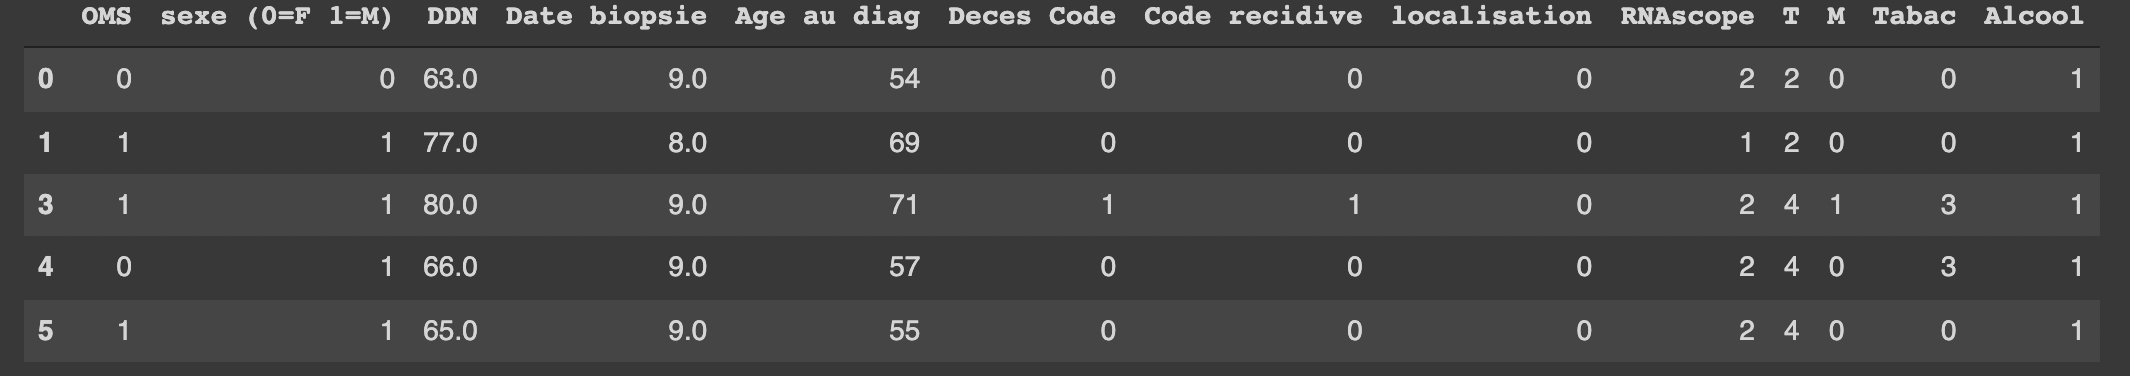 OMS sexe (0=F 1=M) DDN Date biopsie Age au diag Deces Code Code recidive localisation RNAscope T M Tabac Alcool
0 0 0 63.0 9.0 54 0 0 0 2 2 0 0 1
1 1 1 77.0 8.0 69 0 0 0 1 2 0 0 1
3 1 1 80.0 9.0 71 1 1 0 2 4 1 3 1
4 0 1 66.0 9.0 57 0 0 0 2 4 0 3 1
5 1 1 65.0 9.0 55 0 0 0 2 4 0 0 1